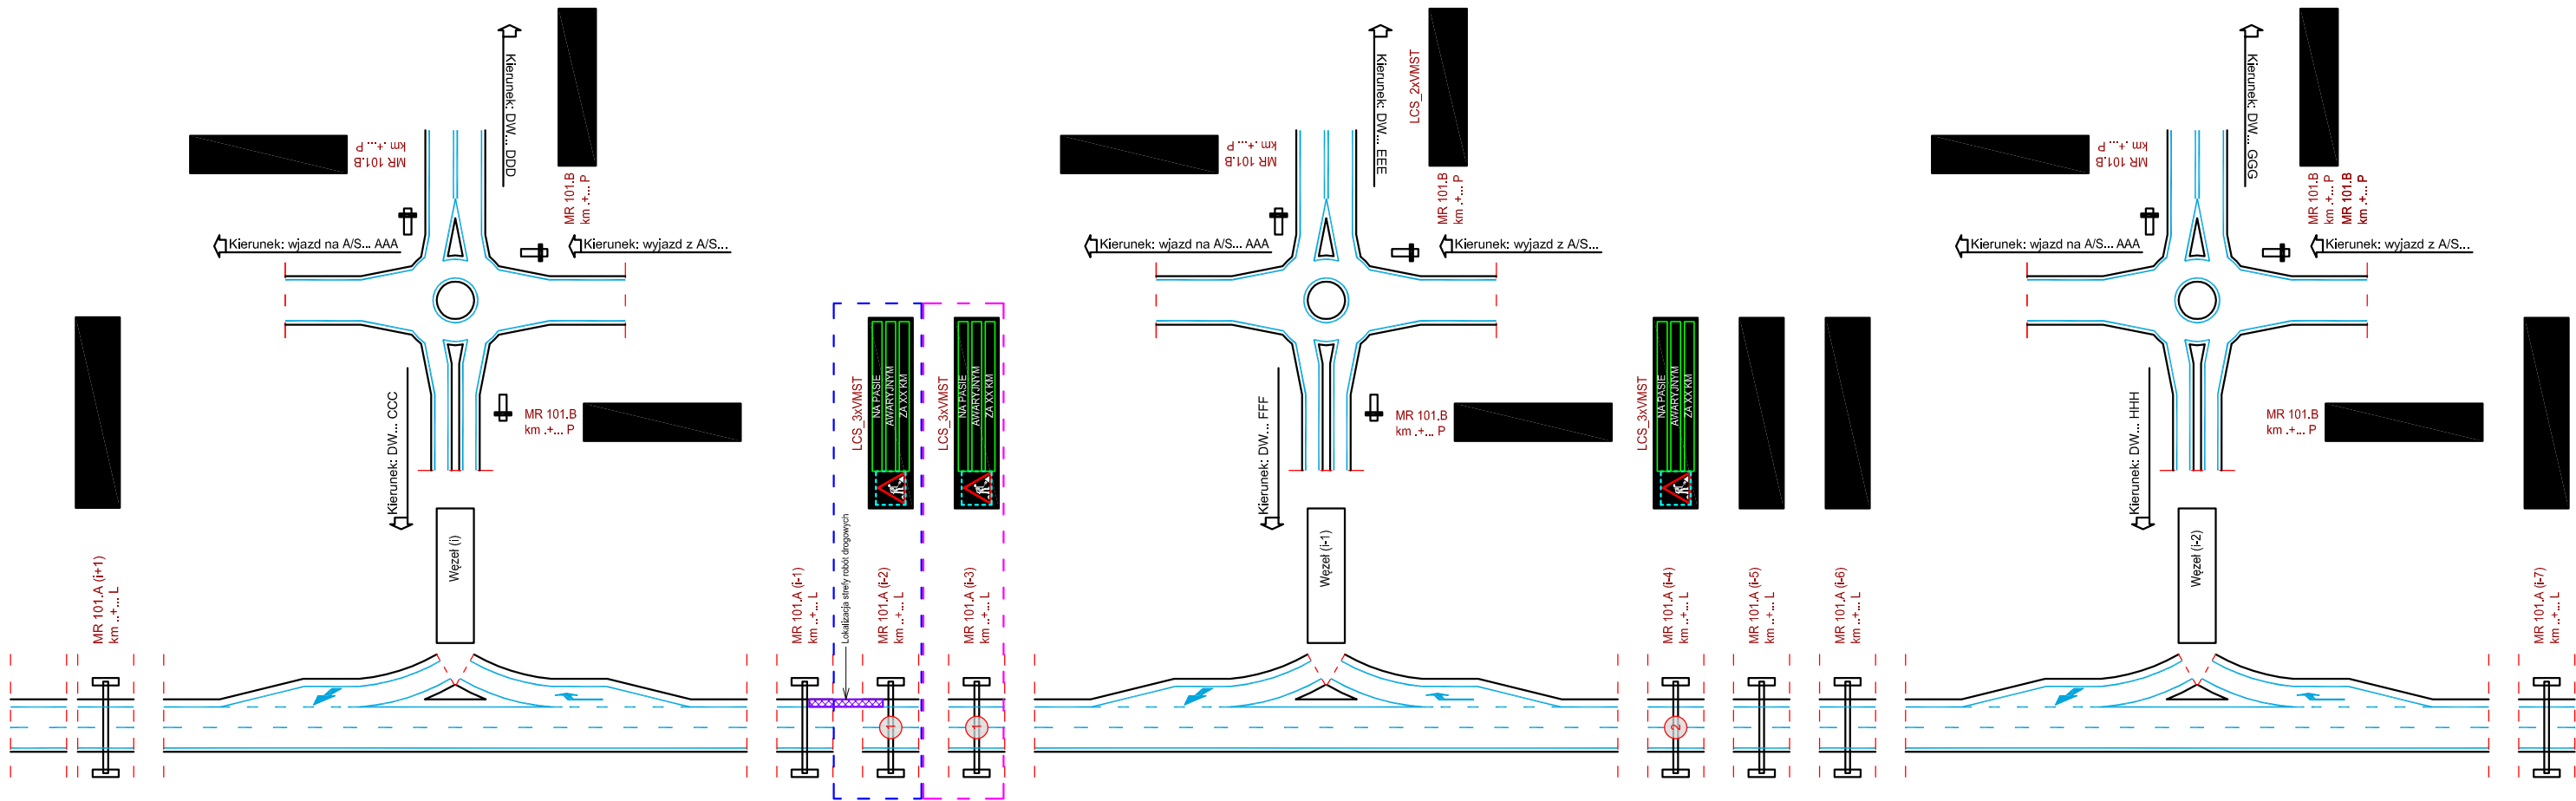 Kierunek: DW... DDD
MR 101.B
km .+... P
MR 101.B
km .+... P
Kierunek: wjazd na A/S... AAA
Kierunek: wyjazd z A/S...
Kierunek: DW... CCC
MR 101.B
km .+... P
Węzeł (i)
MR 101.A (i+1)
km ..+... L
MR 101.A (i-1)
km ..+... L
Lokalizacja strefy robót drogowych
LCS_3xVMST
NA PASIE
AWARYJNYM
ZA XX KM
MR 101.A (i-2)
km ..+... L
1
LCS_3xVMST
NA PASIE
AWARYJNYM
ZA XX KM
MR 101.A (i-3)
km ..+... L
1
Kierunek: DW... EEE
LCS_2xVMST
MR 101.B
km .+... P
MR 101.B
km .+... P
Kierunek: wjazd na A/S... AAA
Kierunek: wyjazd z A/S...
Kierunek: DW... FFF
MR 101.B
km .+... P
Węzeł (i-1)
LCS_3xVMST
NA PASIE
AWARYJNYM
ZA XX KM
MR 101.A (i-4)
km ..+... L
2
MR 101.A (i-5)
km ..+... L
MR 101.A (i-6)
km ..+... L
Kierunek: DW... GGG
MR 101.B
km .+... P
MR 101.B
km .+... P
MR 101.B
km .+... P
Kierunek: wjazd na A/S... AAA
Kierunek: wyjazd z A/S...
Kierunek: DW... HHH
MR 101.B
km .+... P
Węzeł (i-2)
MR 101.A (i-7)
km ..+... L